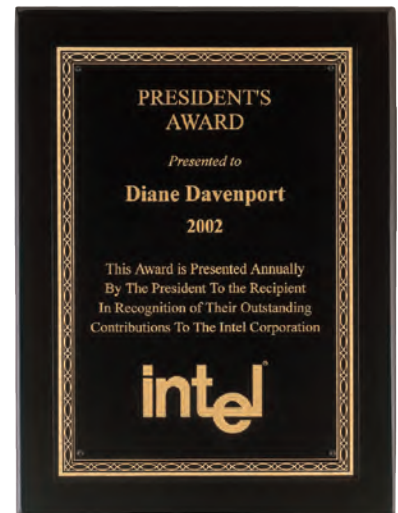 PRESIDENT'S
AWARD
Presented to
Diane Davenport
2002
This Award is Presented Annually
By The President To the Recipient
In Recognition of Their Outstanding
Contributions To The Intel Corporation
intel